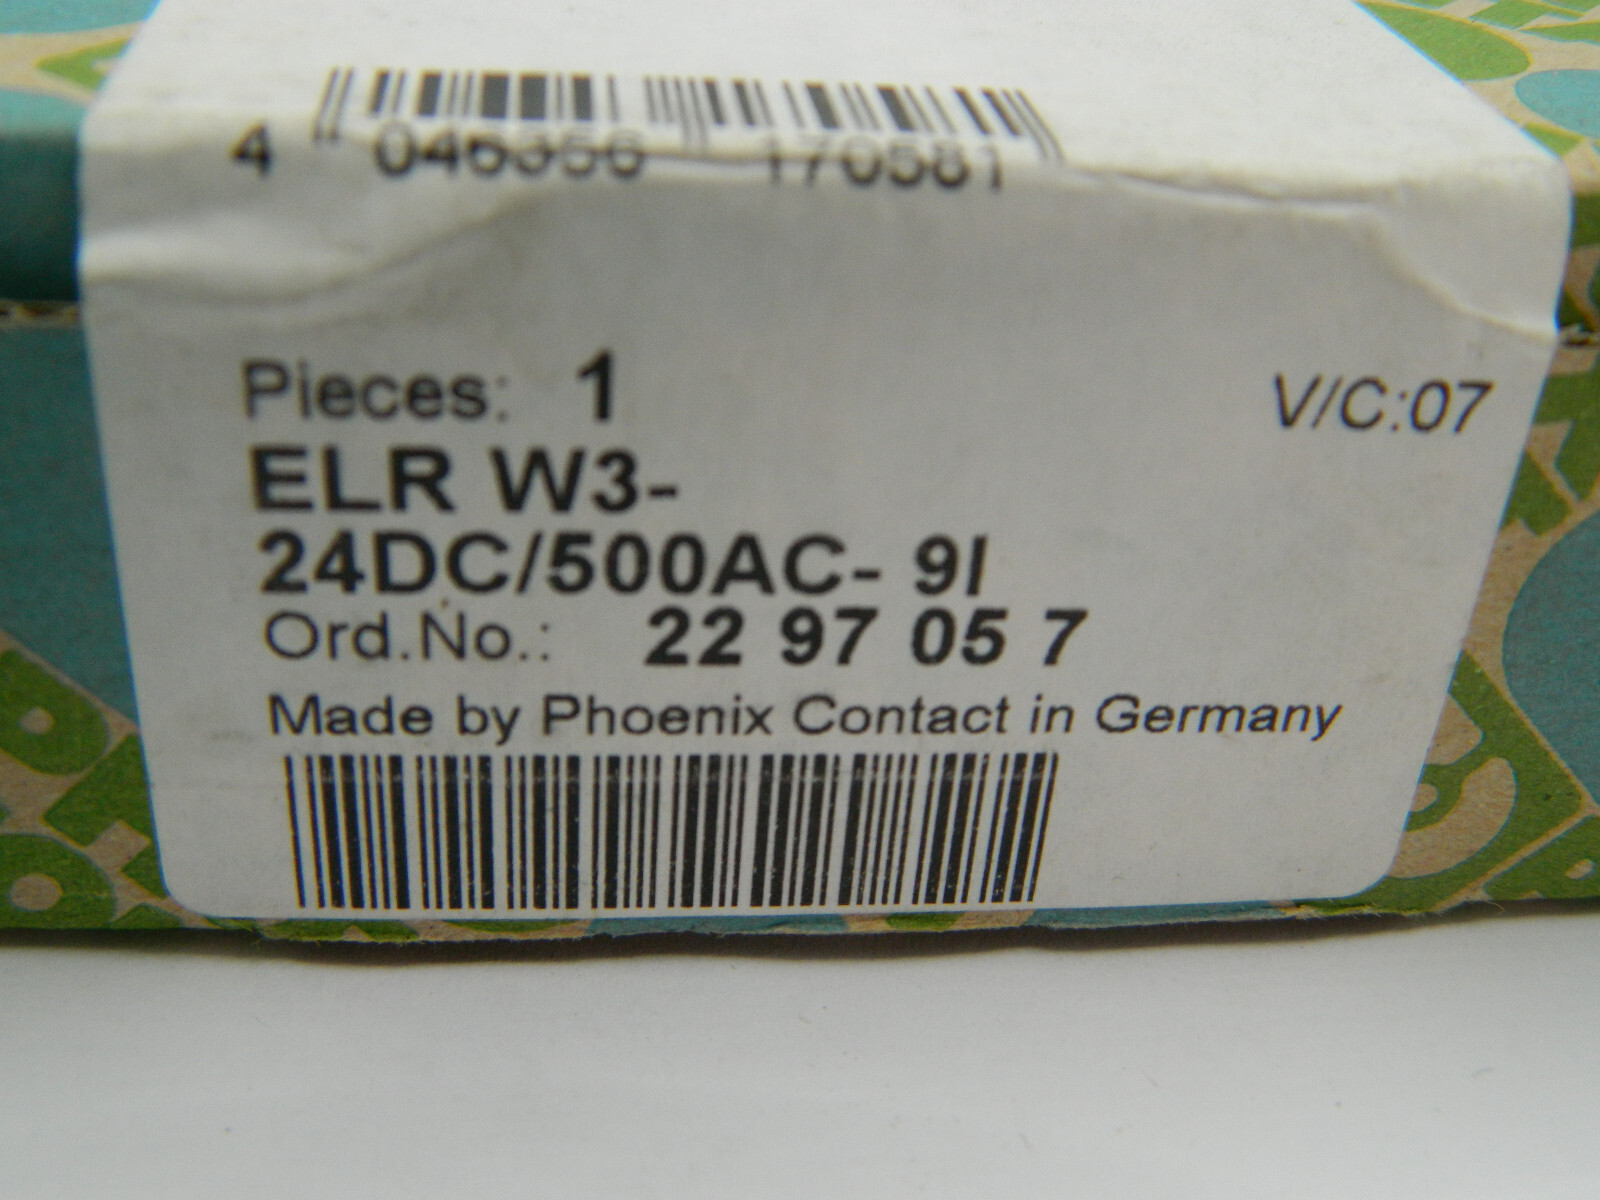 4 046356 170581
Pieces: 1 V/C:07
ELR W3-
24DC/500AC- 9I
Ord.No.: 22 97 05 7
Made by Phoenix Contact in Germany